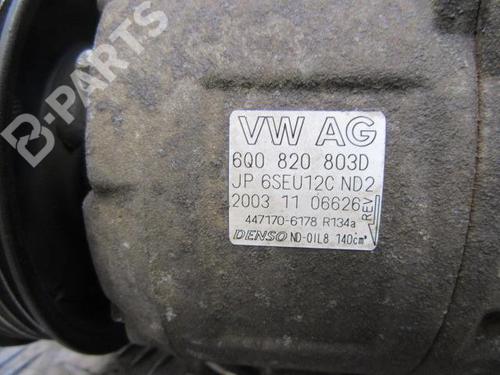 B-PARTS
VW AG
6Q0 820 803D
JP 6SEU12C ND2
2003 11 06626
REV
447170-6178 R134a
DENSO ND-OIL8 140cm³